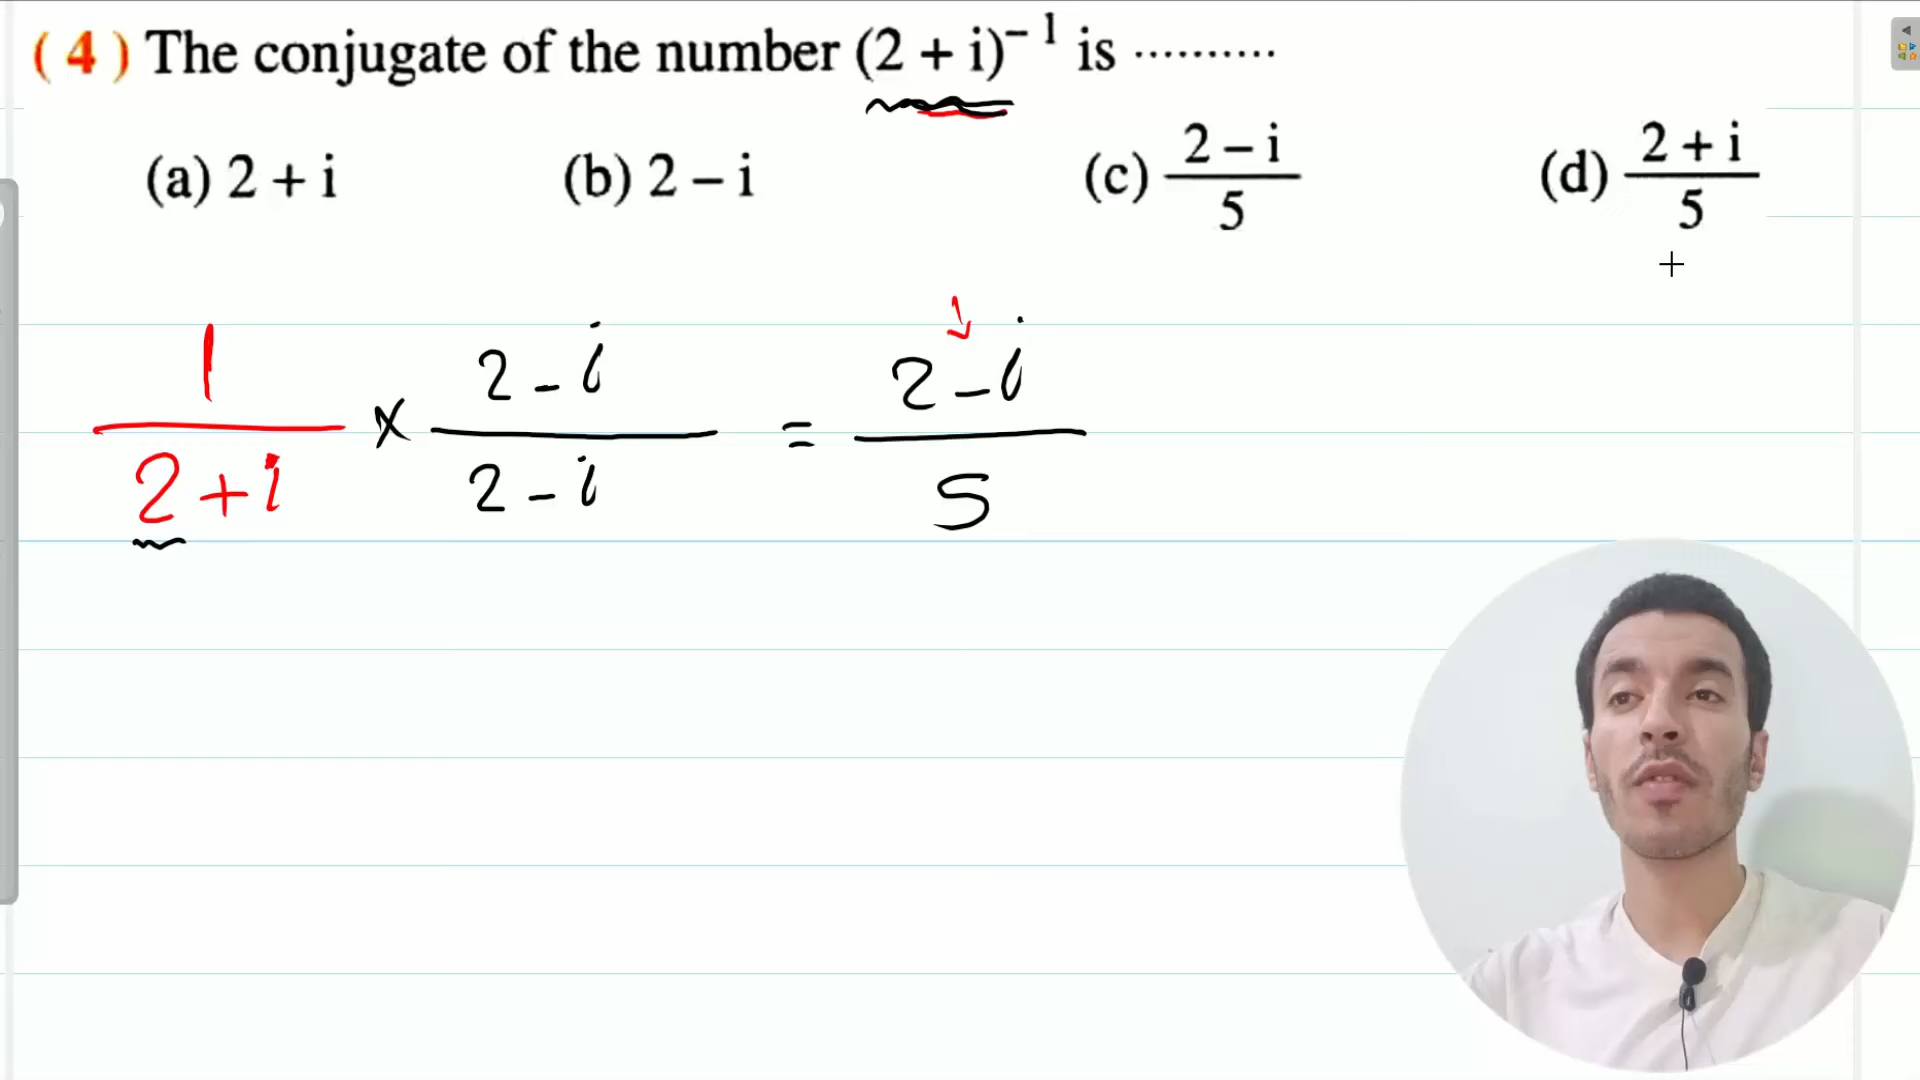 ( 4 ) The conjugate of the number (2 + i)⁻¹ is ..........
(a) 2 + i (b) 2 – i (c) (2 – i)/5 (d) (2 + i)/5
1/(2 + i) × (2 - i)/(2 - i) = (2 - i)/5